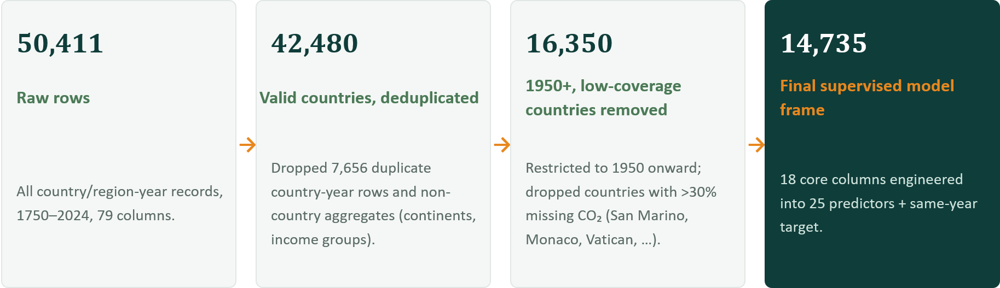 50,411
Raw rows
All country/region-year records,
1750–2024, 79 columns.
→
42,480
Valid countries, deduplicated
Dropped 7,656 duplicate
country-year rows and non-
country aggregates (continents,
income groups).
→
16,350
1950+, low-coverage
countries removed
Restricted to 1950 onward;
dropped countries with >30%
missing CO₂ (San Marino,
Monaco, Vatican, ...).
→
14,735
Final supervised model
frame
18 core columns engineered
into 25 predictors + same-year
target.